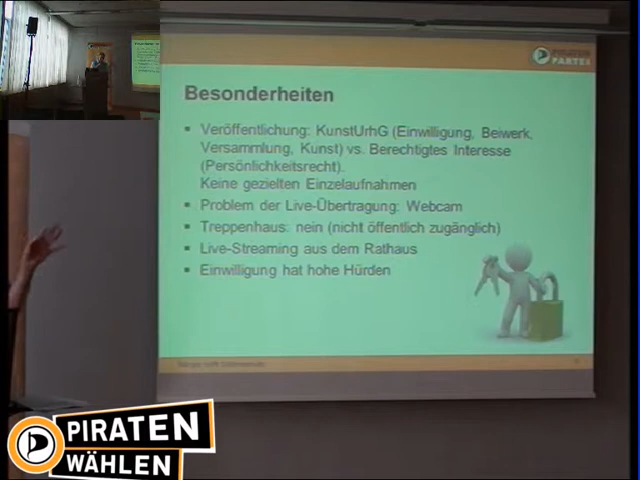 PIRATEN
PARTEI
Besonderheiten
▪ Veröffentlichung: KunstUrhG (Einwilligung, Beiwerk,
Versammlung, Kunst) vs. Berechtigtes Interesse
(Persönlichkeitsrecht).
Keine gezielten Einzelaufnahmen
▪ Problem der Live-Übertragung: Webcam
▪ Treppenhaus: nein (nicht öffentlich zugänglich)
▪ Live-Streaming aus dem Rathaus
▪ Einwilligung hat hohe Hürden
PIRATEN
WÄHLEN